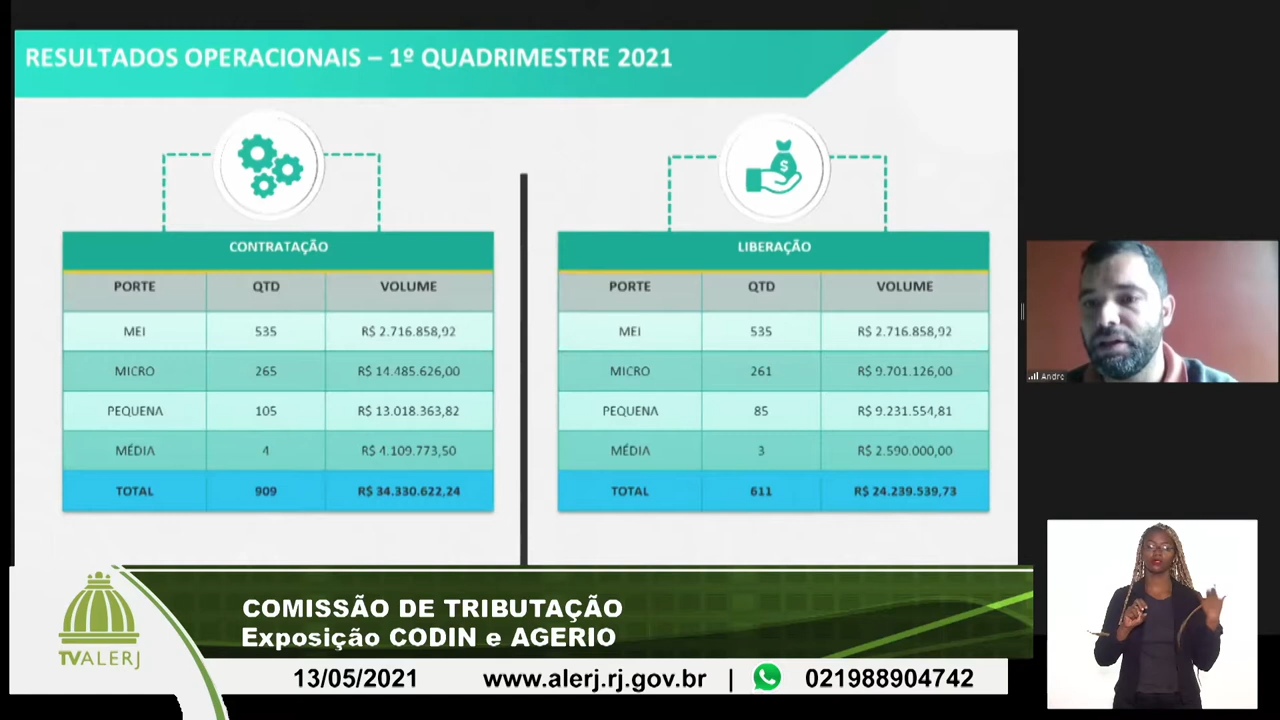 RESULTADOS OPERACIONAIS – 1º QUADRIMESTRE 2021
CONTRATAÇÃO
PORTE QTD VOLUME
MEI 535 R$ 2.716.858,92
MICRO 265 R$ 14.485.626,00
PEQUENA 105 R$ 13.018.363,82
MÉDIA 4 R$ 4.109.773,50
TOTAL 909 R$ 34.330.622,24
LIBERAÇÃO
PORTE QTD VOLUME
MEI 535 R$ 2.716.858,92
MICRO 261 R$ 9.701.126,00
PEQUENA 85 R$ 9.231.554,81
MÉDIA 3 R$ 2.590.000,00
TOTAL 611 R$ 24.239.539,73
Andre
COMISSÃO DE TRIBUTAÇÃO
Exposição CODIN e AGERIO
TVALERJ
13/05/2021 www.alerj.rj.gov.br | 021988904742